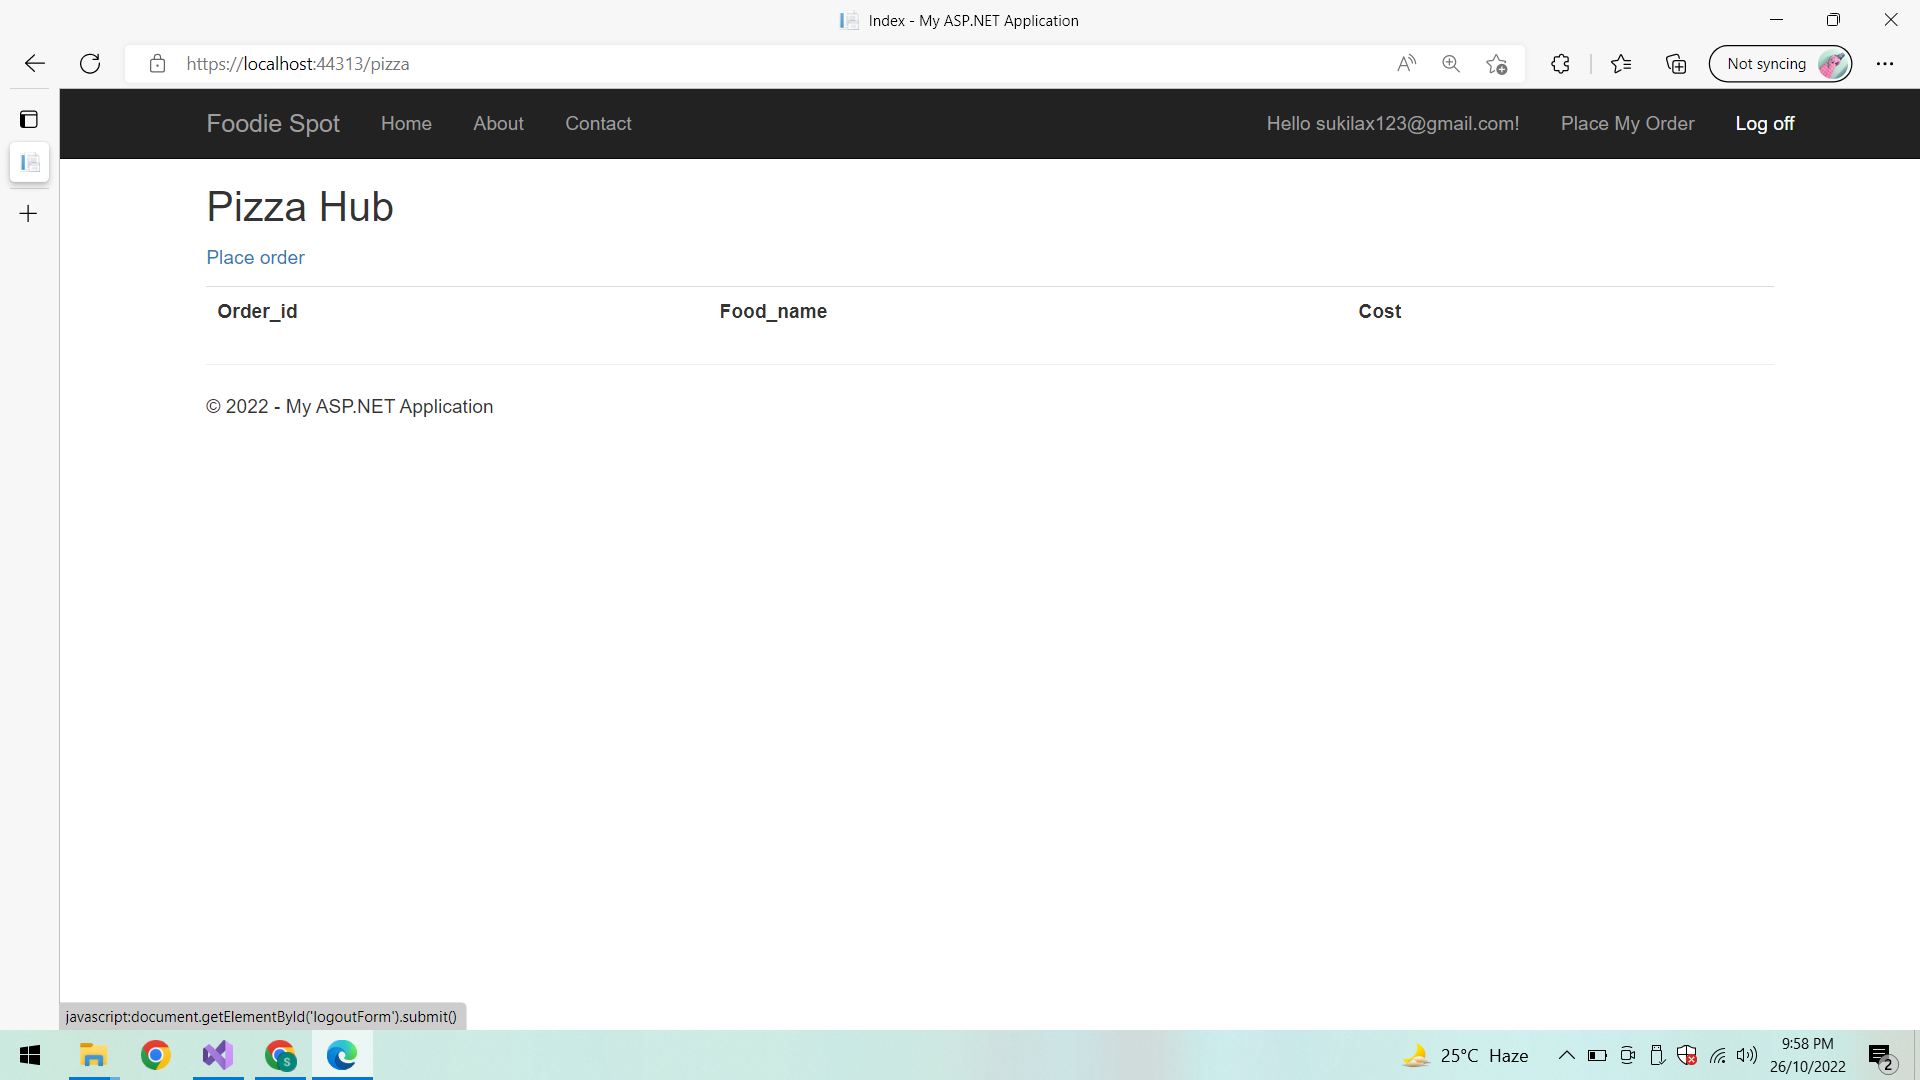 Index - My ASP.NET Application
https://localhost:44313/pizza
Not syncing
Foodie Spot Home About Contact Hello sukilax123@gmail.com! Place My Order Log off
Pizza Hub
Place order
Order_id Food_name Cost
© 2022 - My ASP.NET Application
javascript:document.getElementById('logoutForm').submit()
25°C Haze
9:58 PM
26/10/2022
2
S